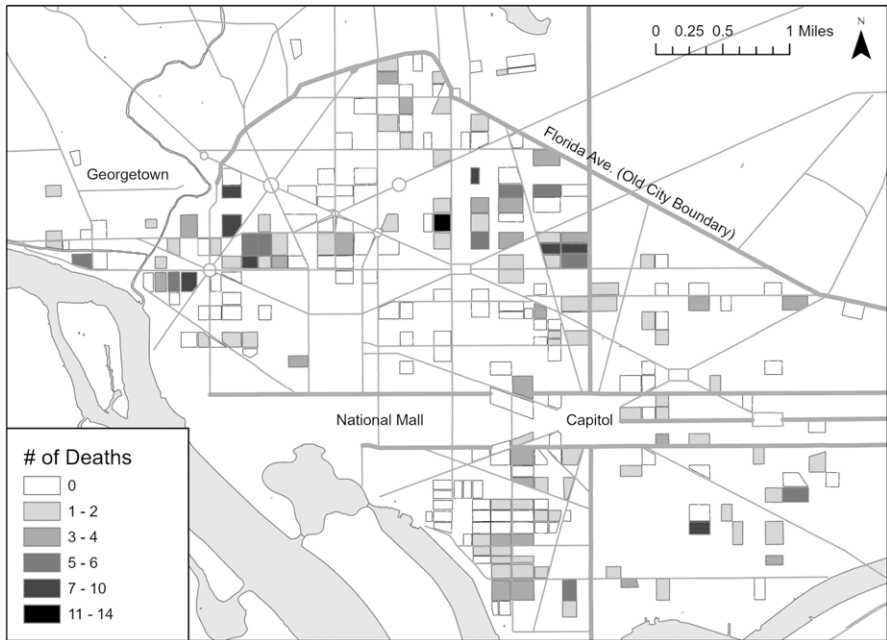 N
0 0.25 0.5 1 Miles
Georgetown
Florida Ave. (Old City Boundary)
National Mall
Capitol
# of Deaths
0
1 - 2
3 - 4
5 - 6
7 - 10
11 - 14